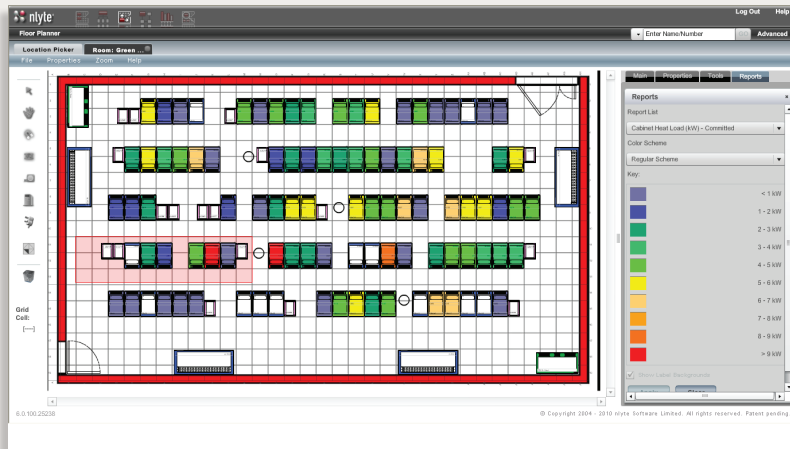 nlyte
Log Out Help
Floor Planner
Enter Name/Number
Advanced
Location Picker Room: Green ...
File Properties Zoom Help
Main Properties Tools Reports
Reports
Report List
Cabinet Heat Load (kW) - Committed
Color Scheme
Regular Scheme
Key:
< 1 kW
1 - 2 kW
2 - 3 kW
3 - 4 kW
4 - 5 kW
5 - 6 kW
6 - 7 kW
7 - 8 kW
8 - 9 kW
> 9 kW
Show Label Backgrounds
Close
Grid
Cell:
[—]
6.0.100.25238
© Copyright 2004 - 2010 nlyte Software Limited. All rights reserved. Patent pending